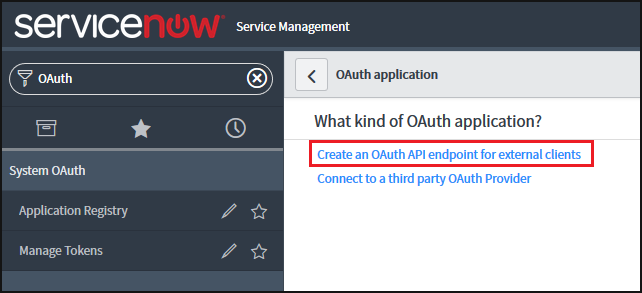 servicenow Service Management
OAuth
OAuth application
What kind of OAuth application?
Create an OAuth API endpoint for external clients
Connect to a third party OAuth Provider
System OAuth
Application Registry
Manage Tokens